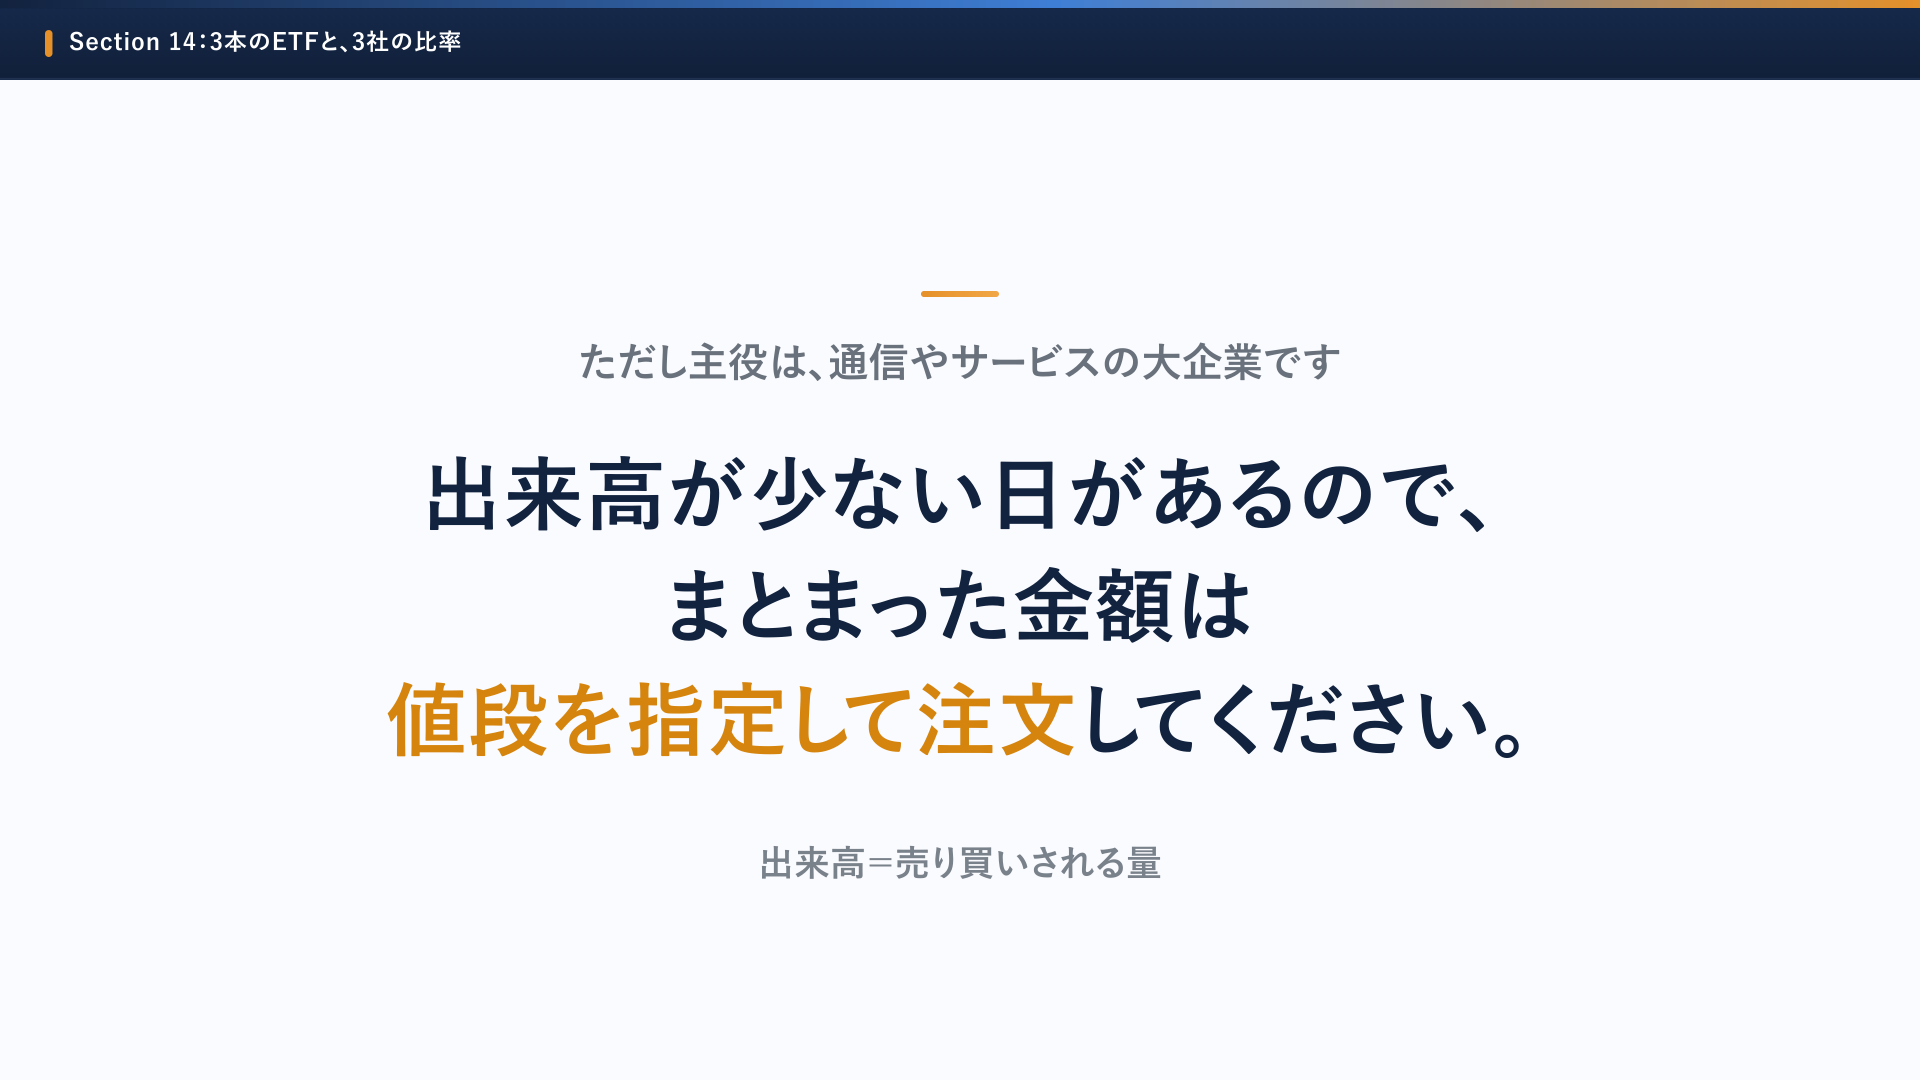 Section 14：3本のETFと、3社の比率
ただし主役は、通信やサービスの大企業です
出来高が少ない日があるので、
まとまった金額は
値段を指定して注文してください。
出来高＝売り買いされる量